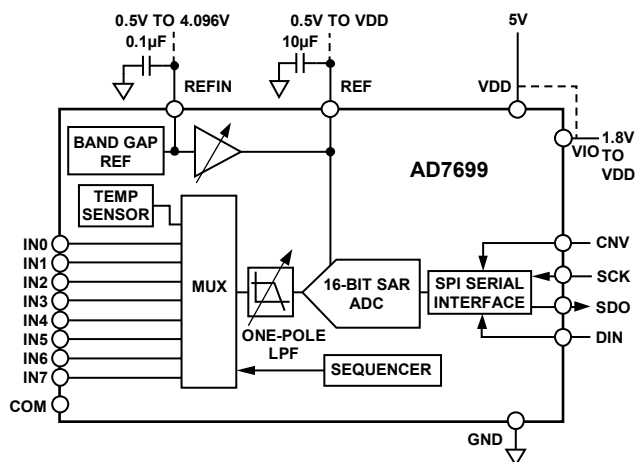 0.5V TO 4.096V
0.1µF
REFIN
0.5V TO VDD
10µF
REF
5V
VDD
VIO
1.8V
TO
VDD
BAND GAP
REF
AD7699
TEMP
SENSOR
IN0
IN1
IN2
IN3
IN4
IN5
IN6
IN7
COM
MUX
ONE-POLE
LPF
16-BIT SAR
ADC
SPI SERIAL
INTERFACE
CNV
SCK
SDO
DIN
SEQUENCER
GND